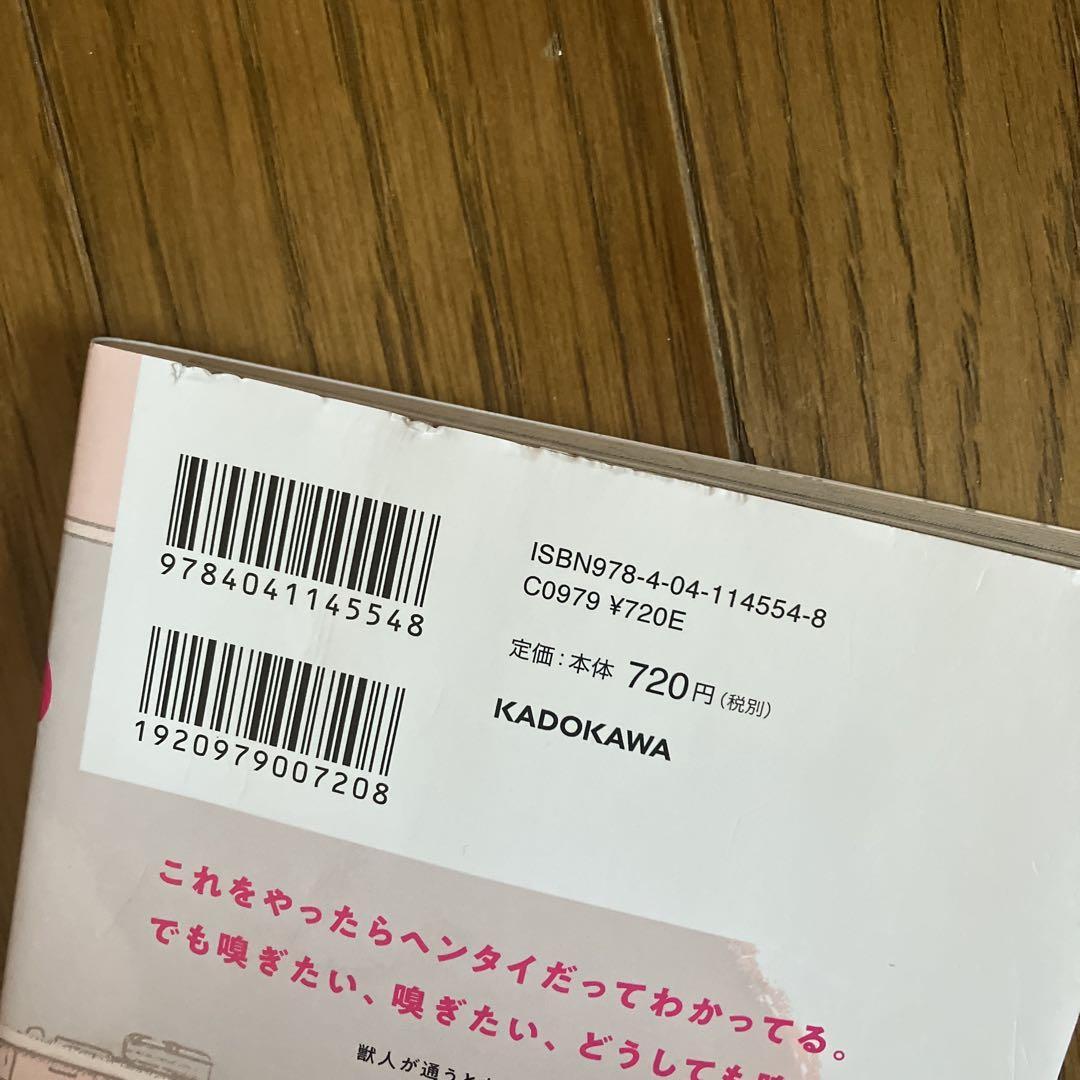 9784041145548
ISBN978-4-04-114554-8
C0979 ¥720E
定価：本体 720円（税別）
KADOKAWA
1920979007208
これをやったらヘンタイだってわかってる。
でも嗅ぎたい、嗅ぎたい、どうしても
獣人が通うと